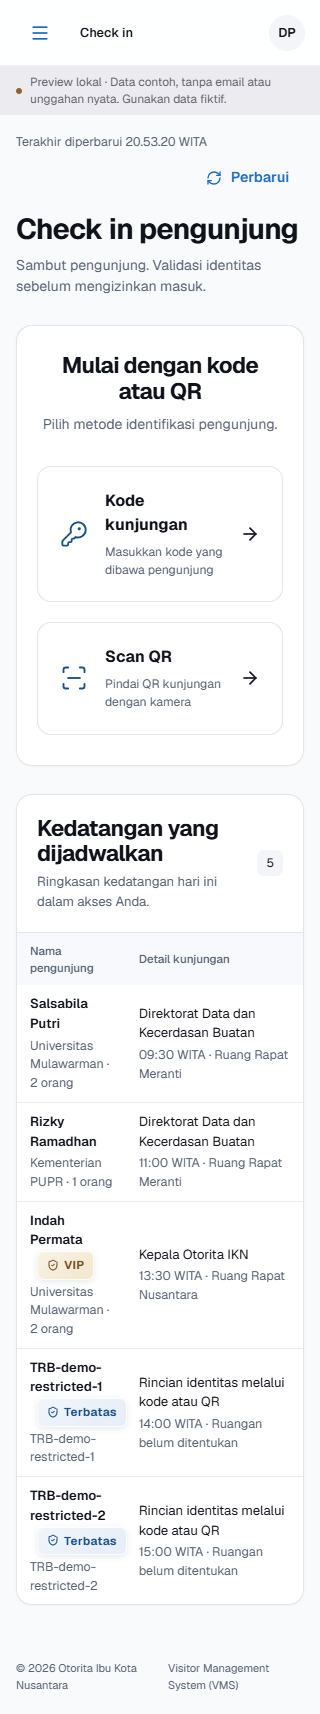 Check in
DP
Preview lokal · Data contoh, tanpa email atau
unggahan nyata. Gunakan data fiktif.
Terakhir diperbarui 20.53.20 WITA
Perbarui
Check in pengunjung
Sambut pengunjung. Validasi identitas
sebelum mengizinkan masuk.
Mulai dengan kode
atau QR
Pilih metode identifikasi pengunjung.
Kode
kunjungan
Masukkan kode yang
dibawa pengunjung
Scan QR
Pindai QR kunjungan
dengan kamera
Kedatangan yang
dijadwalkan
Ringkasan kedatangan hari ini
dalam akses Anda.
5
Nama
pengunjung
Detail kunjungan
Salsabila
Putri
Universitas
Mulawarman ·
2 orang
Direktorat Data dan
Kecerdasan Buatan
09:30 WITA · Ruang Rapat
Meranti
Rizky
Ramadhan
Kementerian
PUPR · 1 orang
Direktorat Data dan
Kecerdasan Buatan
11:00 WITA · Ruang Rapat
Meranti
Indah
Permata
VIP
Universitas
Mulawarman ·
2 orang
Kepala Otorita IKN
13:30 WITA · Ruang Rapat
Nusantara
TRB-demo-
restricted-1
Terbatas
TRB-demo-
restricted-1
Rincian identitas melalui
kode atau QR
14:00 WITA · Ruangan
belum ditentukan
TRB-demo-
restricted-2
Terbatas
TRB-demo-
restricted-2
Rincian identitas melalui
kode atau QR
15:00 WITA · Ruangan
belum ditentukan
© 2026 Otorita Ibu Kota
Nusantara
Visitor Management
System (VMS)